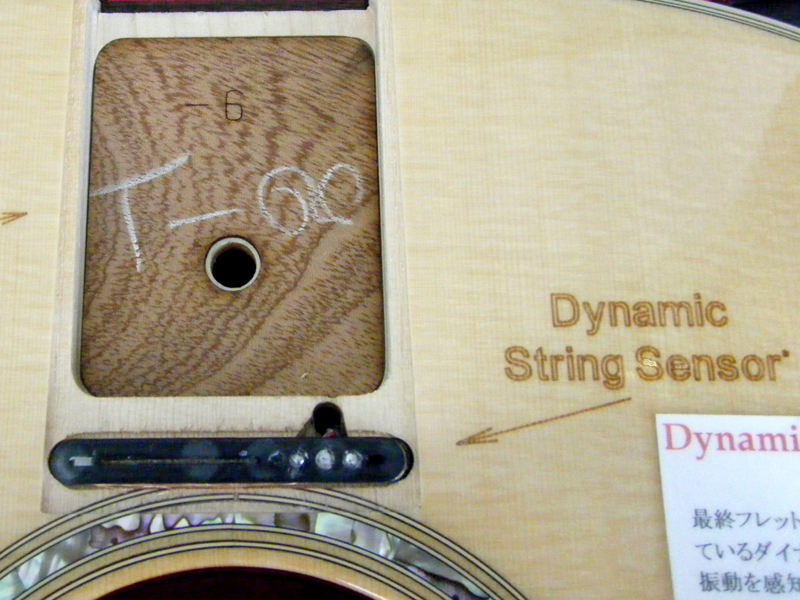 -6
Dynamic
String Sensor
Dynami
最終フレット
ているダイナ
振動を感知